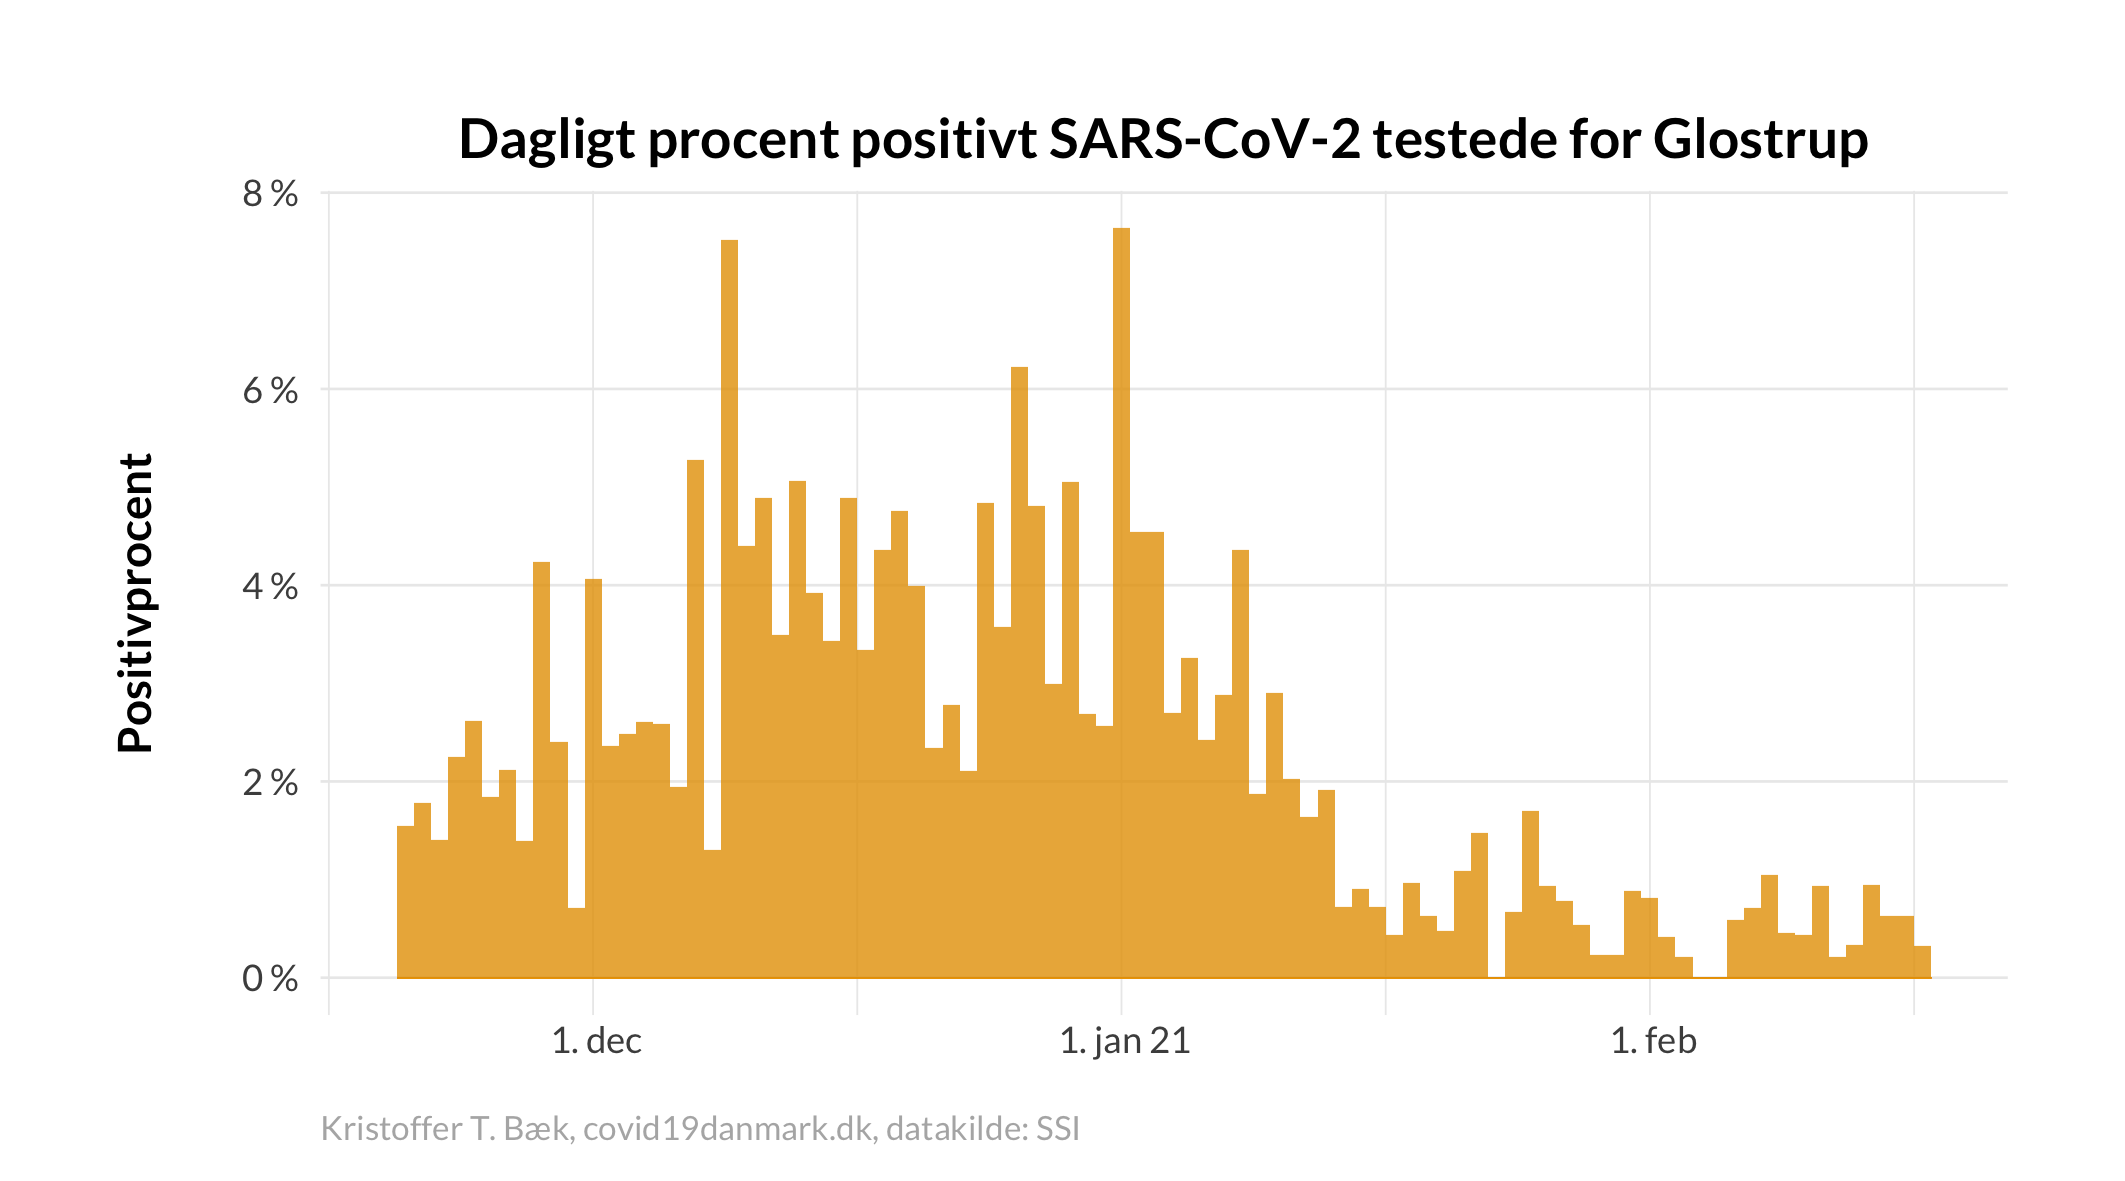 Dagligt procent positivt SARS-CoV-2 testede for Glostrup
Positivprocent
8 %
6 %
4 %
2 %
0 %
1. dec
1. jan 21
1. feb
Kristoffer T. Bæk, covid19danmark.dk, datakilde: SSI